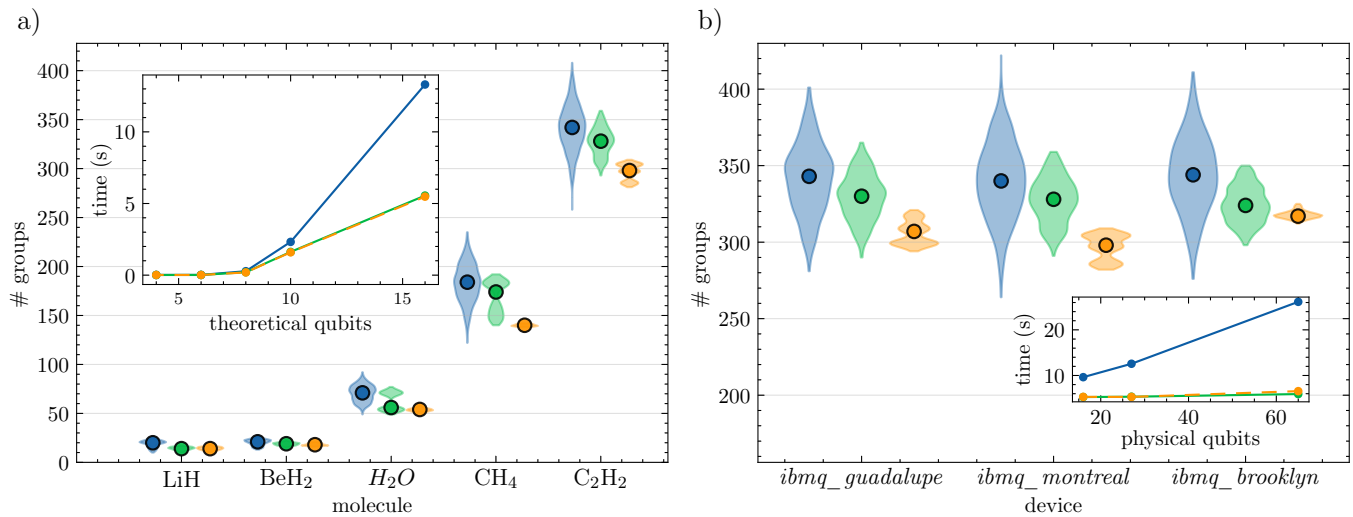 a)
# groups
400
350
300
250
200
150
100
50
0
time (s)
13
5
0
5
10
15
theoretical qubits
LiH
BeH2
H2O
CH4
C2H2
molecule
b)
# groups
400
350
300
250
200
time (s)
20
10
20
40
60
physical qubits
ibmq_guadalupe
ibmq_montreal
ibmq_brooklyn
device